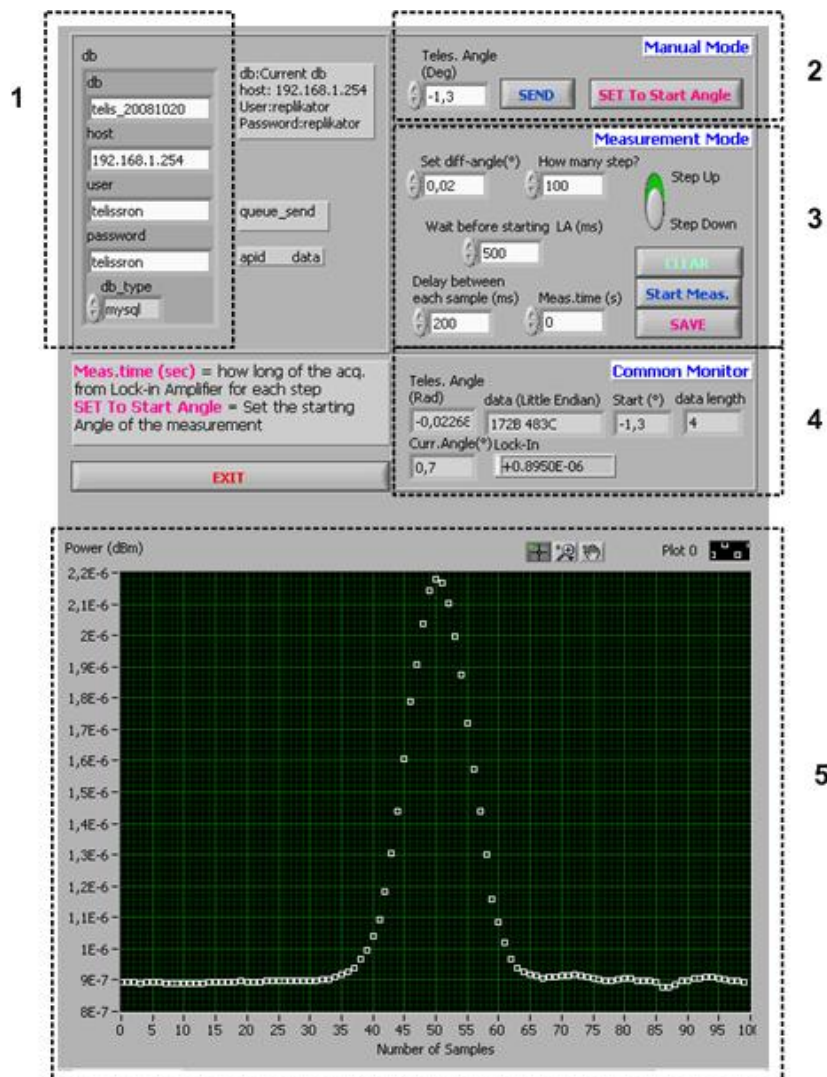 1
db
db
telis_20081020
host
192.168.1.254
user
telissron
password
telissron
db_type
mysql
db:Current db
host: 192.168.1.254
User:replikator
Password:replikator
queue_send
apid data
Manual Mode
Teles. Angle
(Deg)
-1,3
SEND
SET To Start Angle
2
Measurement Mode
Set diff-angle(°) How many step?
0,02 100
Step Up
Step Down
Wait before starting LA (ms)
500
Delay between
each sample (ms) Meas.time (s)
200 0
CLEAR
Start Meas.
SAVE
3
Meas.time (sec) = how long of the acq.
from Lock-in Amplifier for each step
SET To Start Angle = Set the starting
Angle of the measurement
EXIT
Common Monitor
Teles. Angle
(Rad) data (Little Endian) Start (°) data length
172B 483C -1,3 4
Curr.Angle(°) Lock-In
0,7 +0.8950E-06
4
Power (dBm)
Plot 0
2,2E-6
2,1E-6
2E-6
1,9E-6
1,8E-6
1,7E-6
1,6E-6
1,5E-6
1,4E-6
1,3E-6
1,2E-6
1,1E-6
1E-6
9E-7
8E-7
0 5 10 15 20 25 30 35 40 45 50 55 60 65 70 75 80 85 90 95
Number of Samples
5